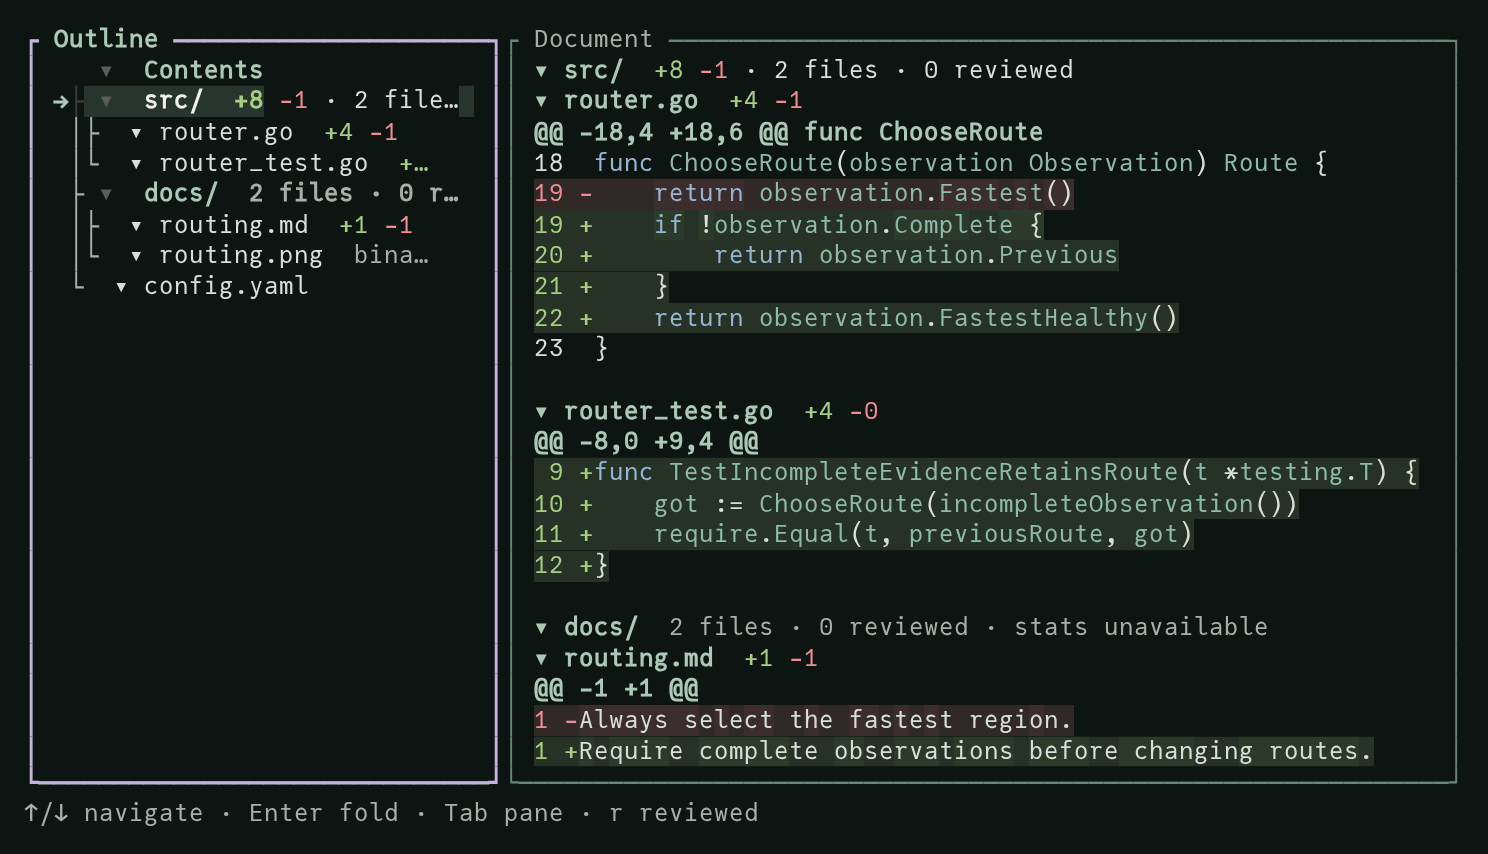 Outline
▾ Contents
→ ▾ src/  +8 -1 · 2 file…
▾ router.go  +4 -1
▾ router_test.go  +…
▾ docs/  2 files · 0 r…
▾ routing.md  +1 -1
▾ routing.png  bina…
▾ config.yaml
Document
▾ src/  +8 -1 · 2 files · 0 reviewed
▾ router.go  +4 -1
@@ -18,4 +18,6 @@ func ChooseRoute
18  func ChooseRoute(observation Observation) Route {
19 -    return observation.Fastest()
19 +    if !observation.Complete {
20 +        return observation.Previous
21 +    }
22 +    return observation.FastestHealthy()
23  }
▾ router_test.go  +4 -0
@@ -8,0 +9,4 @@
 9 +func TestIncompleteEvidenceRetainsRoute(t *testing.T) {
10 +    got := ChooseRoute(incompleteObservation())
11 +    require.Equal(t, previousRoute, got)
12 +}
▾ docs/  2 files · 0 reviewed · stats unavailable
▾ routing.md  +1 -1
@@ -1 +1 @@
1 -Always select the fastest region.
1 +Require complete observations before changing routes.
↑/↓ navigate · Enter fold · Tab pane · r reviewed